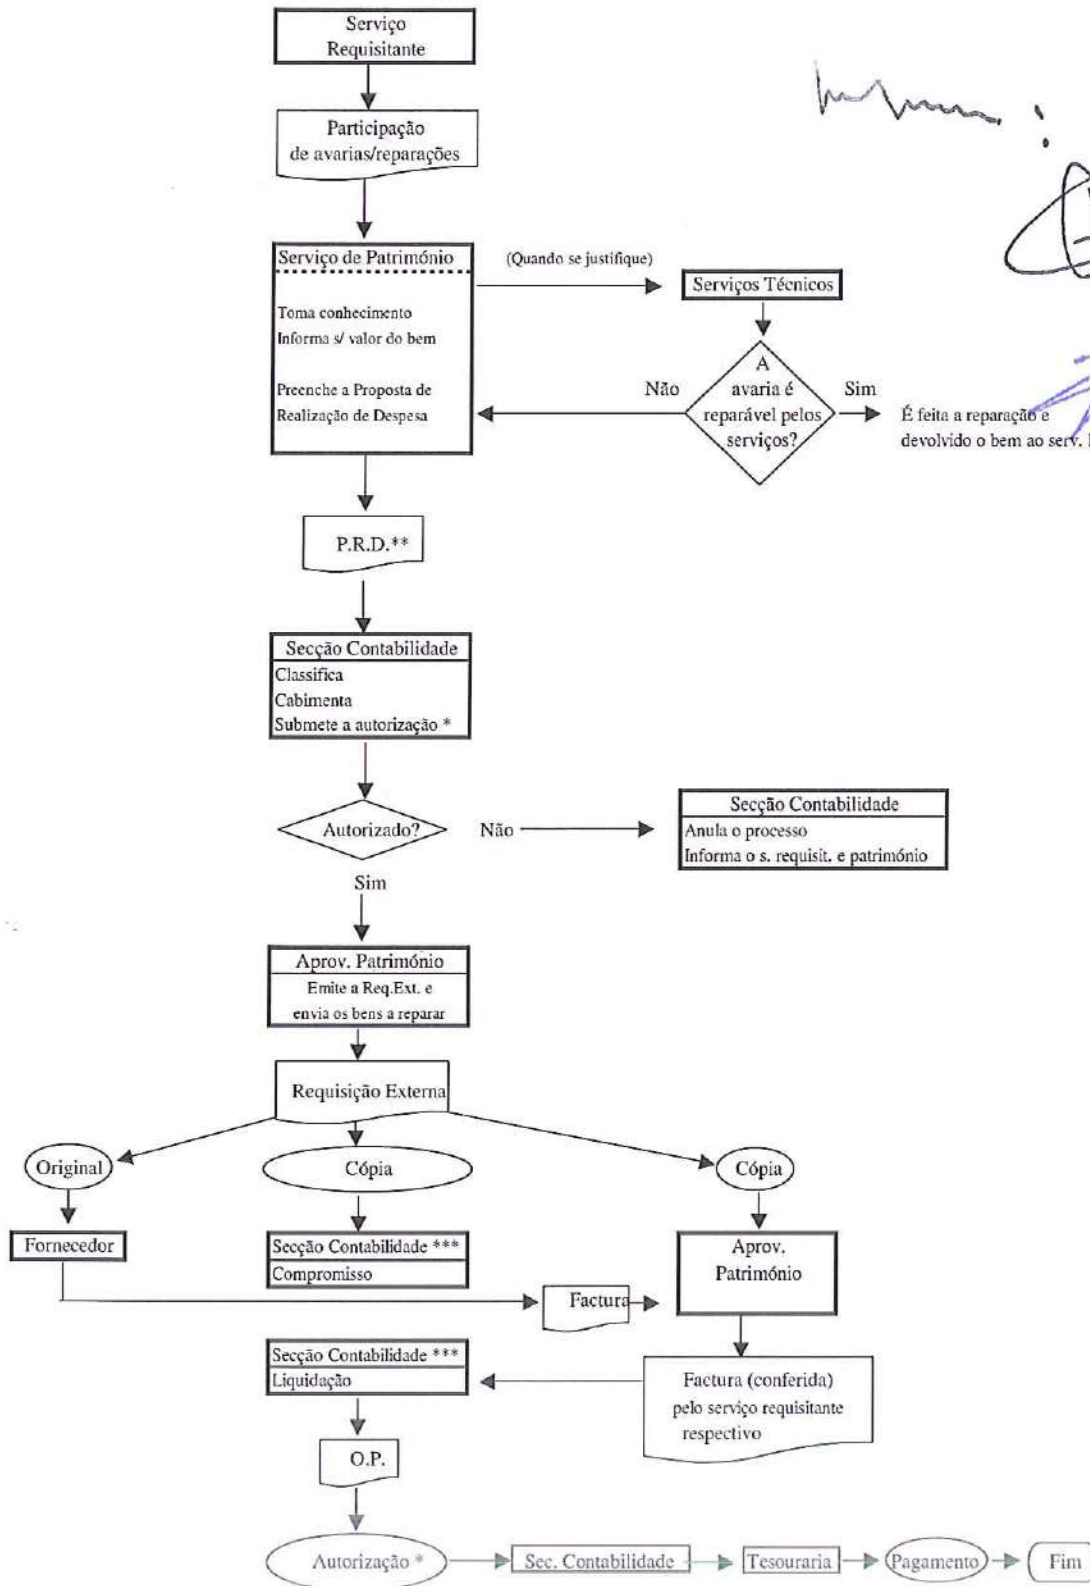 Serviço
Requisitante
Participação
de avarias/reparações
Serviço de Património
(Quando se justifique)
Serviços Técnicos
Toma conhecimento
Informa s/ valor do bem
Preenche a Proposta de
Realização de Despesa
Não
A
avaria é
reparável pelos
serviços?
Sim
É feita a reparação e
devolvido o bem ao serv.
P.R.D.**
Secção Contabilidade
Classifica
Cabimenta
Submete a autorização *
Autorizado?
Não
Secção Contabilidade
Anula o processo
Informa o s. requisit. e património
Sim
Aprov. Património
Emite a Req.Ext. e
envia os bens a reparar
Requisição Externa
Original
Cópia
Cópia
Fornecedor
Secção Contabilidade ***
Compromisso
Aprov.
Património
Factura
Secção Contabilidade ***
Liquidação
Factura (conferida)
pelo serviço requisitante
respectivo
O.P.
Autorização *
Sec. Contabilidade
Tesouraria
Pagamento
Fim